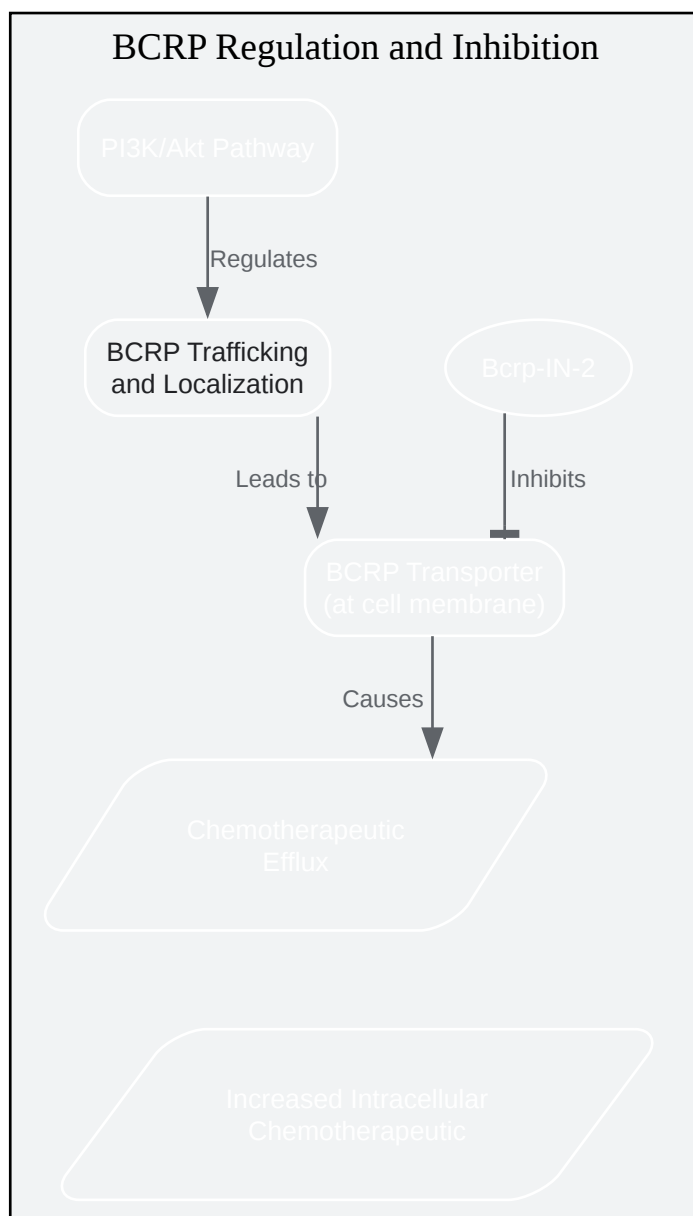 BCRP Regulation and Inhibition
PI3K/Akt Pathway
Regulates
BCRP Trafficking
and Localization
Bcrp-IN-2
Leads to
Inhibits
BCRP Transporter
(at cell membrane)
Causes
Chemotherapeutic
Efflux
Increased Intracellular
Chemotherapeutic